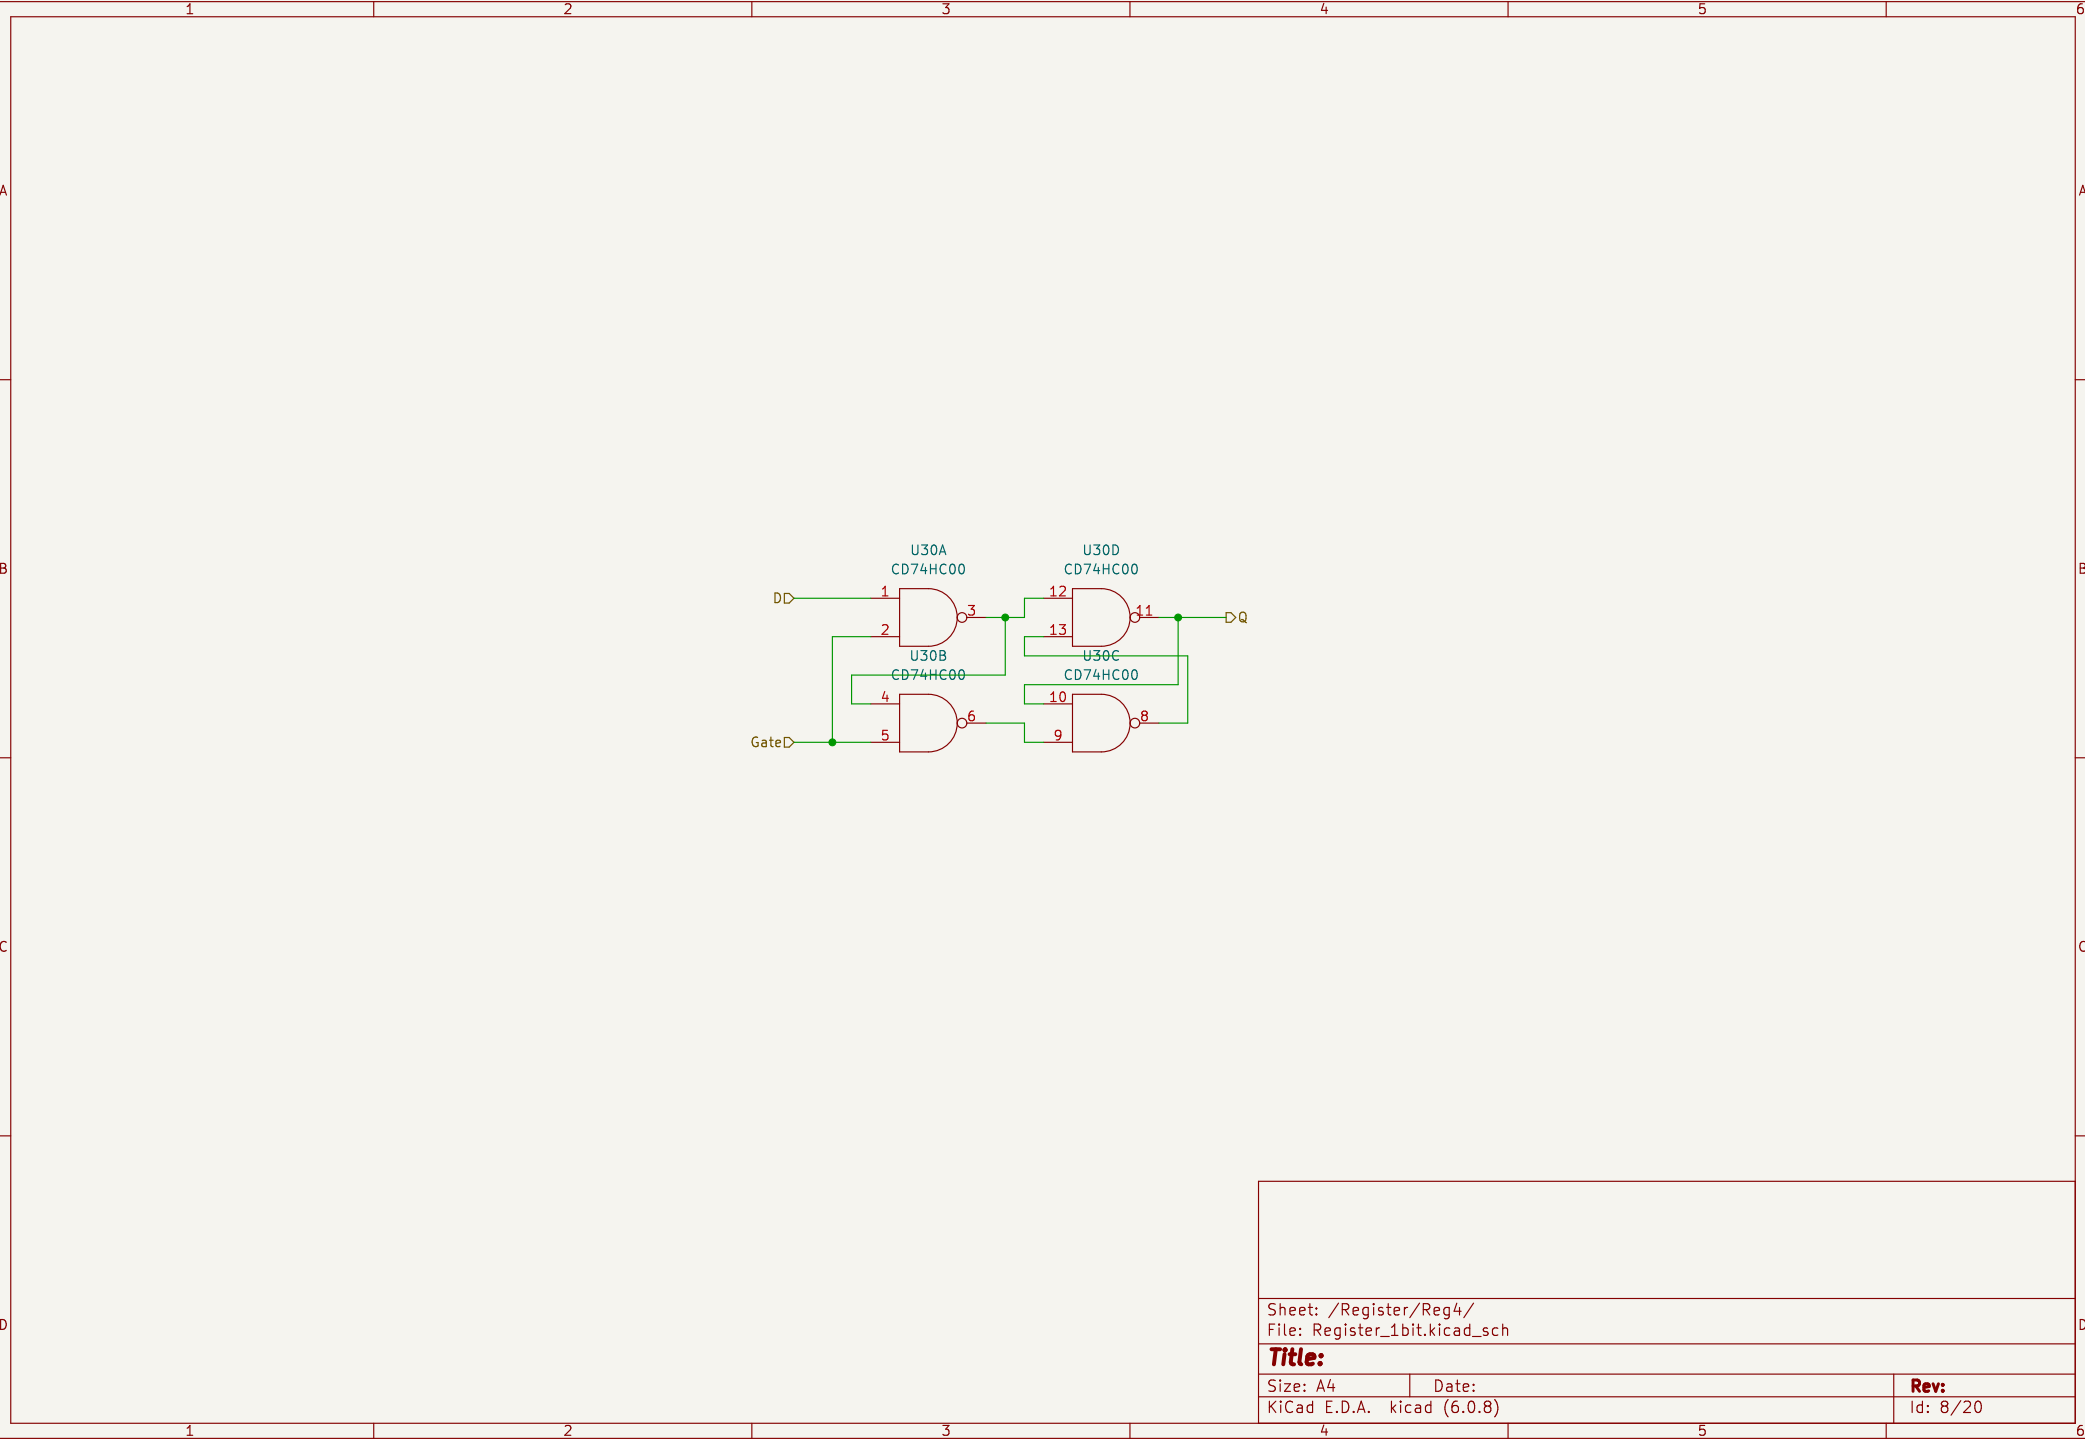 1 2 3 4 5 6
A A
B B
C C
D D
U30A
CD74HC00
U30D
CD74HC00
D 1 2 3
12 13 11 Q
U30B
CD74HC00
U30C
CD74HC00
Gate 4 5 6
10 9 8
Sheet: /Register/Reg4/
File: Register_1bit.kicad_sch
Title:
Size: A4 Date: Rev:
KiCad E.D.A. kicad (6.0.8) Id: 8/20
1 2 3 4 5 6